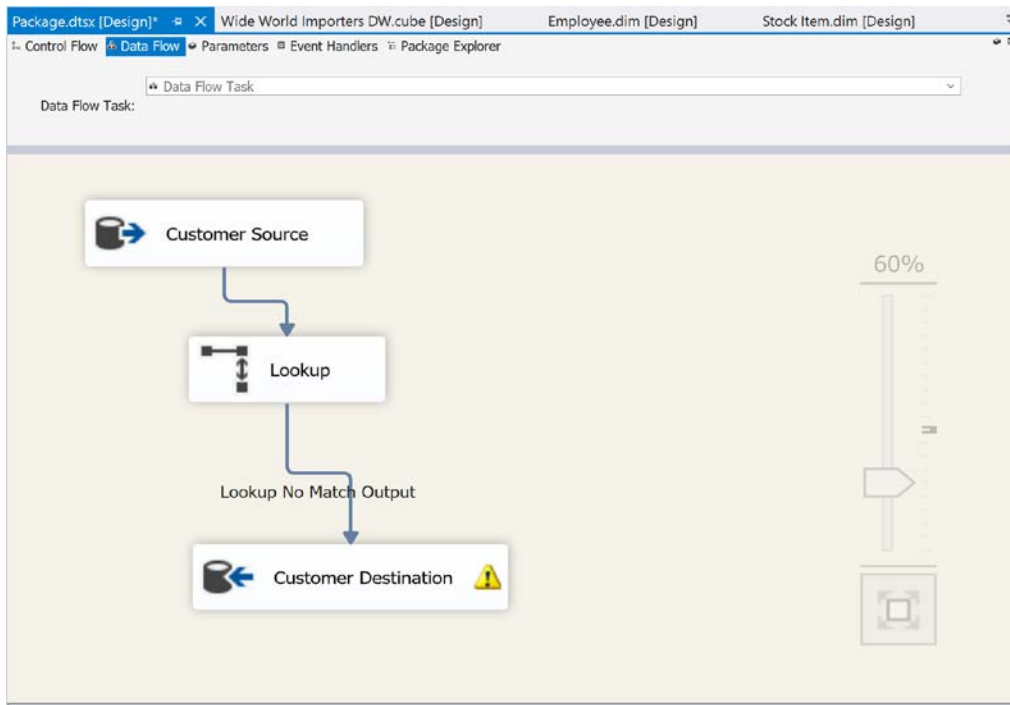 Package.dtsx [Design]* Wide World Importers DW.cube [Design] Employee.dim [Design] Stock Item.dim [Design]
Control Flow Data Flow Parameters Event Handlers Package Explorer
Data Flow Task
Data Flow Task:
Customer Source
60%
Lookup
Lookup No Match Output
Customer Destination